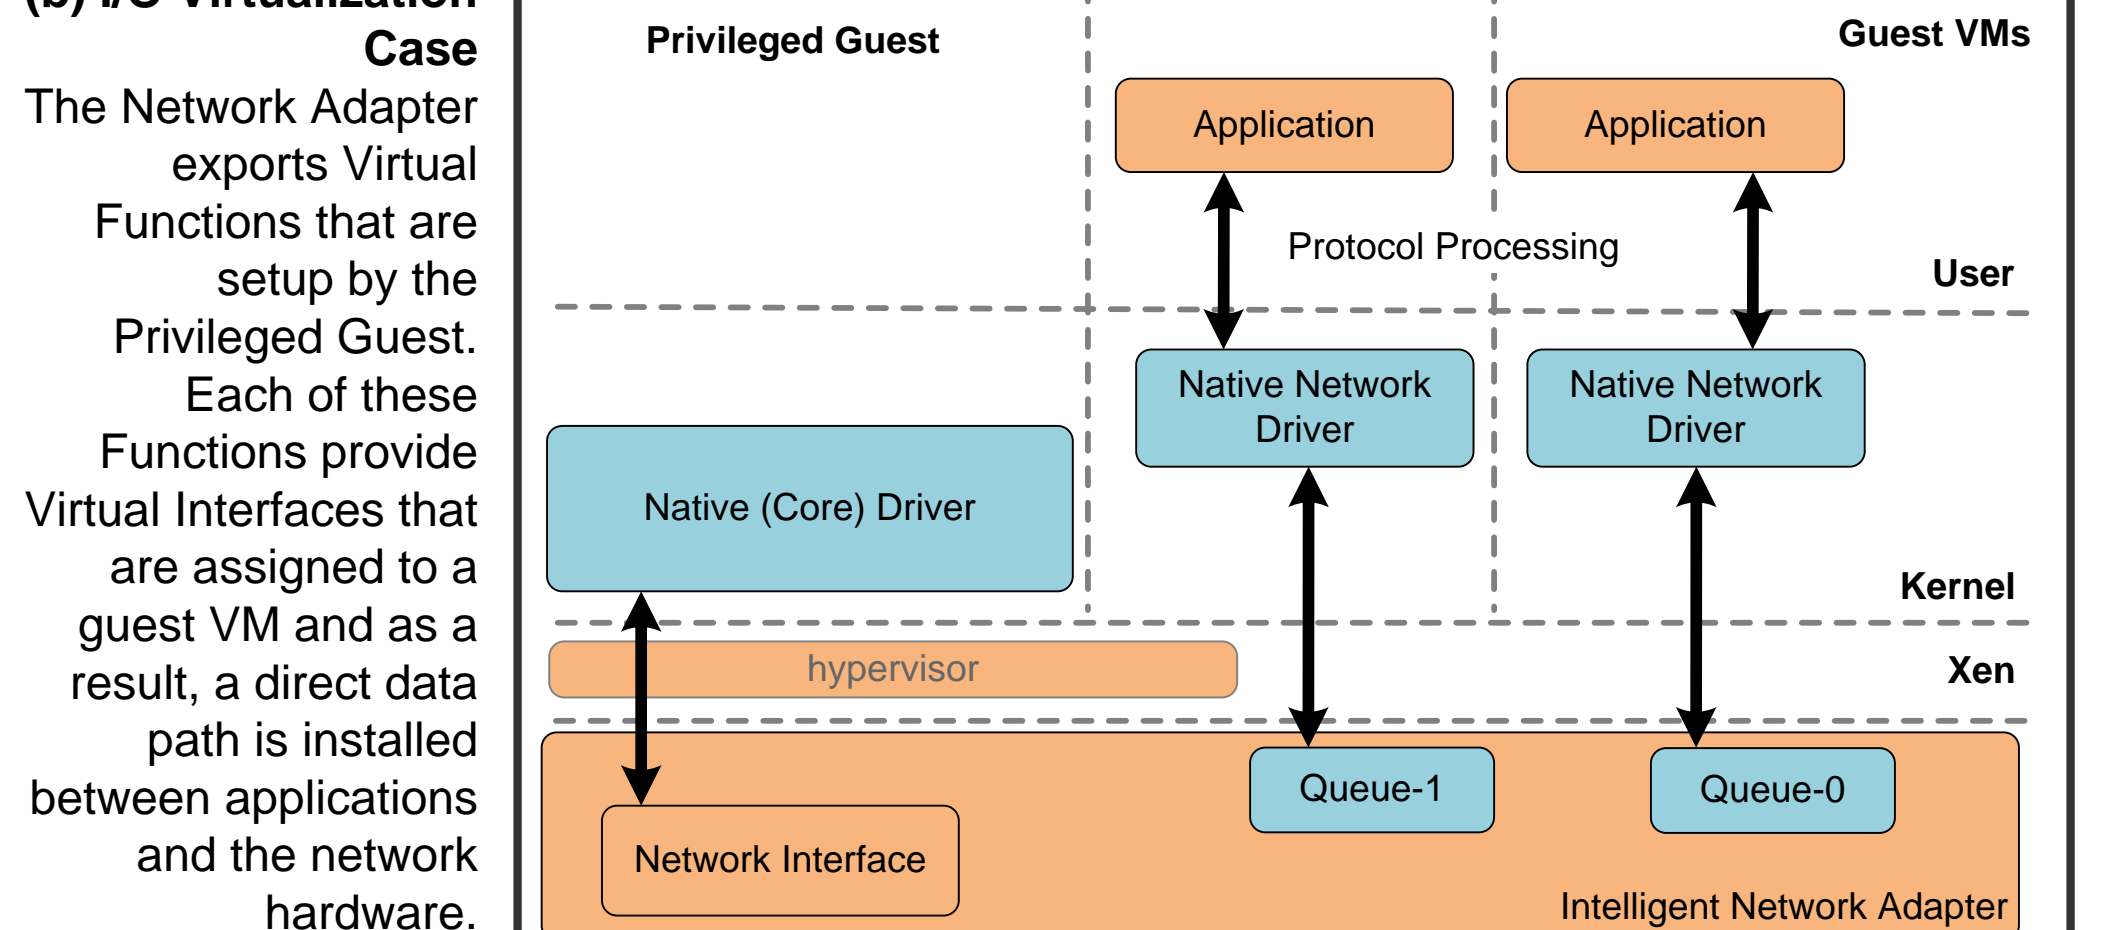 (b) I/O Virtualization
Case
The Network Adapter
exports Virtual
Functions that are
setup by the
Privileged Guest.
Each of these
Functions provide
Virtual Interfaces that
are assigned to a
guest VM and as a
result, a direct data
path is installed
between applications
and the network
hardware.
Privileged Guest
Guest VMs
Application
Application
Protocol Processing
User
Native Network
Driver
Native Network
Driver
Native (Core) Driver
Kernel
hypervisor
Xen
Queue-1
Queue-0
Network Interface
Intelligent Network Adapter